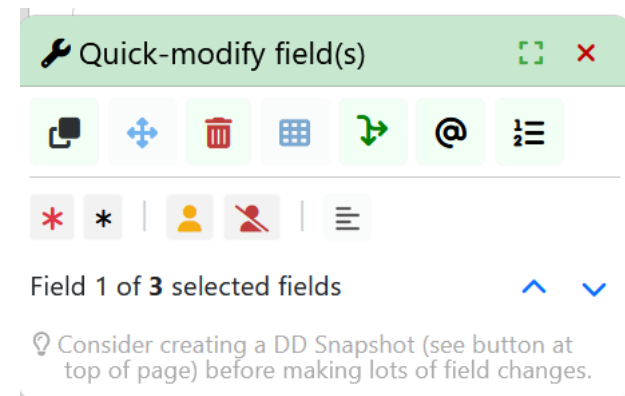 Quick-modify field(s)
@
* * 
Field 1 of 3 selected fields
Consider creating a DD Snapshot (see button at
top of page) before making lots of field changes.